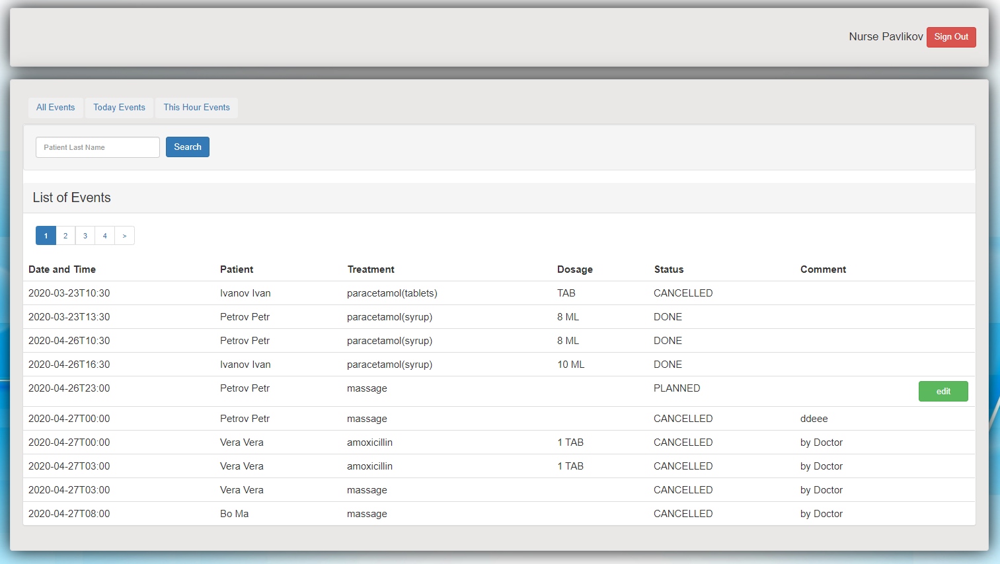 Nurse Pavlikov Sign Out
All Events Today Events This Hour Events
Patient Last Name Search
List of Events
1 2 3 4 >
Date and Time Patient Treatment Dosage Status Comment
2020-03-23T10:30 Ivanov Ivan paracetamol(tablets) TAB CANCELLED
2020-03-23T13:30 Petrov Petr paracetamol(syrup) 8 ML DONE
2020-04-26T10:30 Petrov Petr paracetamol(syrup) 8 ML DONE
2020-04-26T16:30 Ivanov Ivan paracetamol(syrup) 10 ML DONE
2020-04-26T23:00 Petrov Petr massage PLANNED edit
2020-04-27T00:00 Petrov Petr massage CANCELLED ddeee
2020-04-27T00:00 Vera Vera amoxicillin 1 TAB CANCELLED by Doctor
2020-04-27T03:00 Vera Vera amoxicillin 1 TAB CANCELLED by Doctor
2020-04-27T03:00 Vera Vera massage CANCELLED by Doctor
2020-04-27T08:00 Bo Ma massage CANCELLED by Doctor